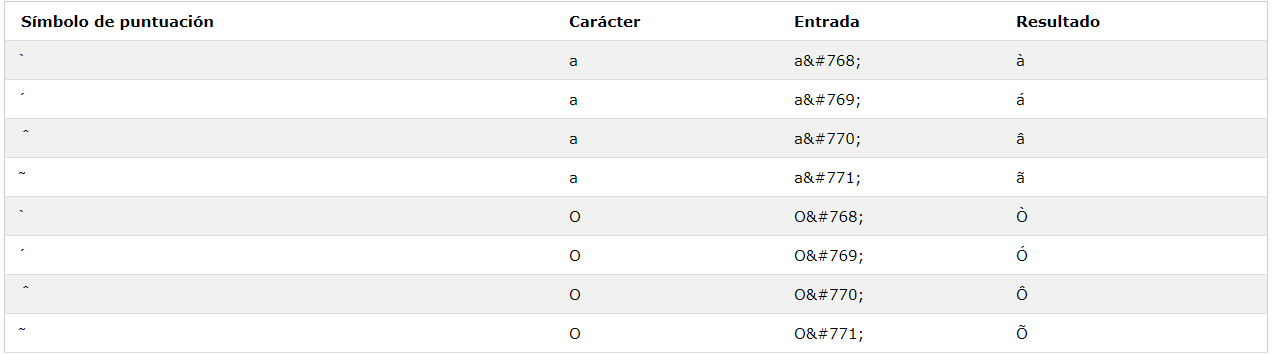 Símbolo de puntuación Carácter Entrada Resultado
̀ a a&#768; à
́ a a&#769; á
̂ a a&#770; â
̃ a a&#771; ã
̀ O O&#768; Ò
́ O O&#769; Ó
̂ O O&#770; Ô
̃ O O&#771; Õ